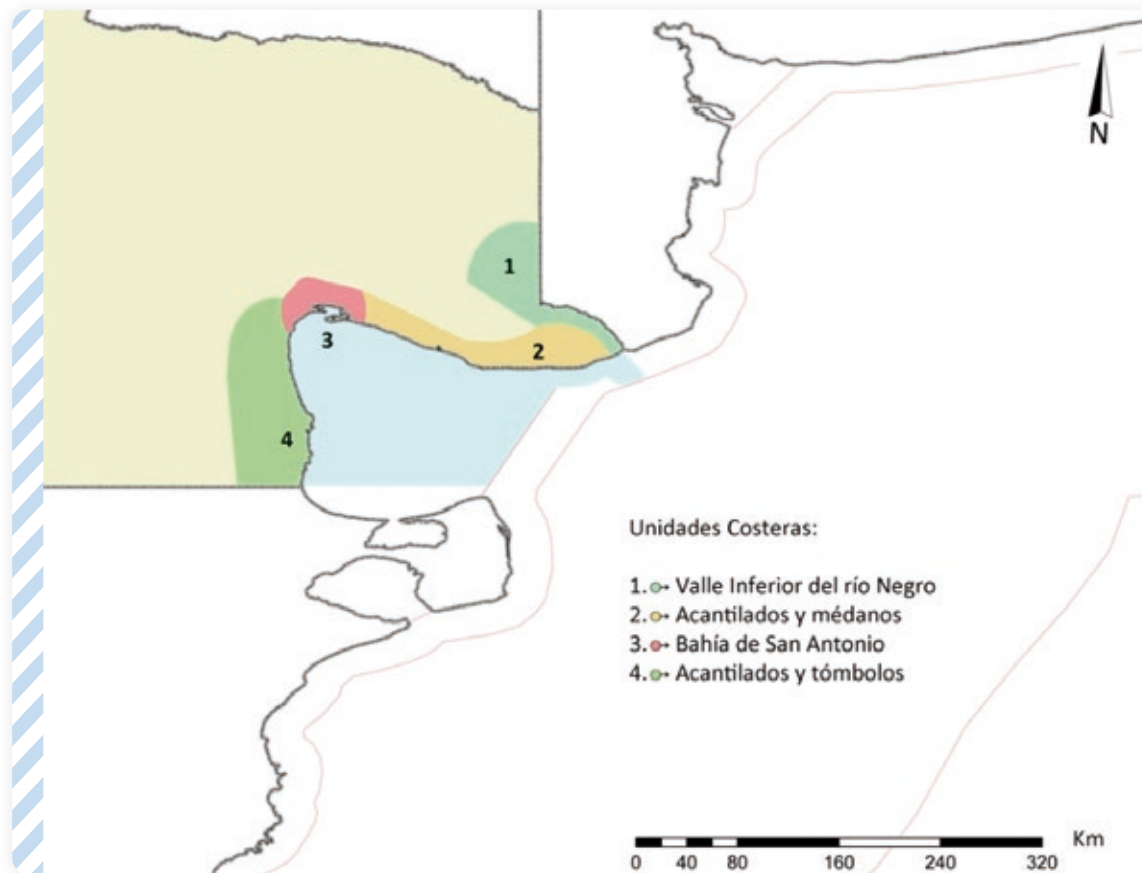 N
1
2
3
4
Unidades Costeras:
1. Valle Inferior del río Negro
2. Acantilados y médanos
3. Bahía de San Antonio
4. Acantilados y tómbolos
Km
0 40 80 160 240 320